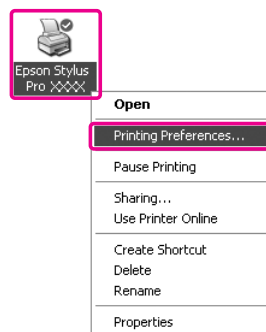 Epson Stylus
Pro XXXX
Open
Printing Preferences...
Pause Printing
Sharing...
Use Printer Online
Create Shortcut
Delete
Rename
Properties